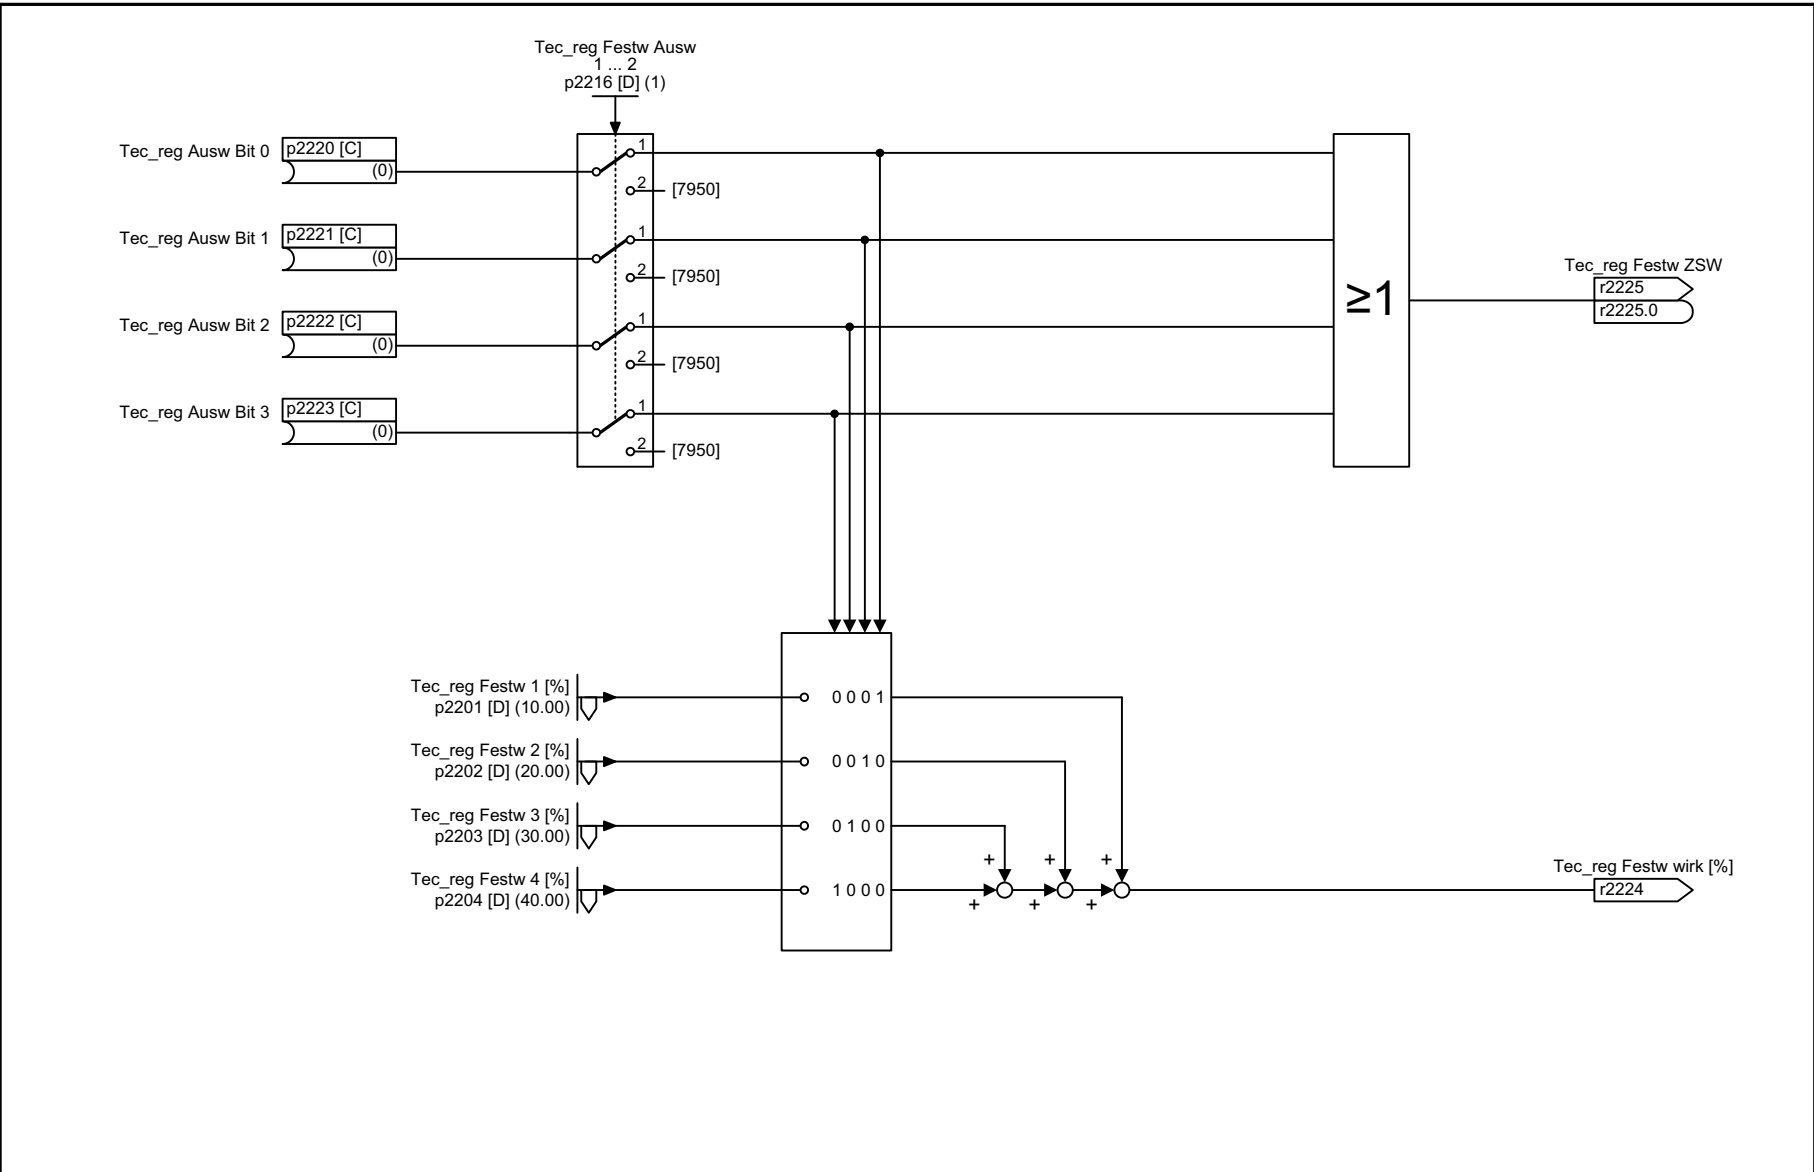 Tec_reg Festw Ausw
1 ... 2
p2216 [D] (1)
Tec_reg Ausw Bit 0
p2220 [C]
(0)
1
2
[7950]
Tec_reg Ausw Bit 1
p2221 [C]
(0)
1
2
[7950]
Tec_reg Ausw Bit 2
p2222 [C]
(0)
1
2
[7950]
Tec_reg Ausw Bit 3
p2223 [C]
(0)
1
2
[7950]
≥1
Tec_reg Festw ZSW
r2225
r2225.0
Tec_reg Festw 1 [%]
p2201 [D] (10.00)
0 0 0 1
Tec_reg Festw 2 [%]
p2202 [D] (20.00)
0 0 1 0
Tec_reg Festw 3 [%]
p2203 [D] (30.00)
0 1 0 0
Tec_reg Festw 4 [%]
p2204 [D] (40.00)
1 0 0 0
+ + +
+ + +
Tec_reg Festw wirk [%]
r2224